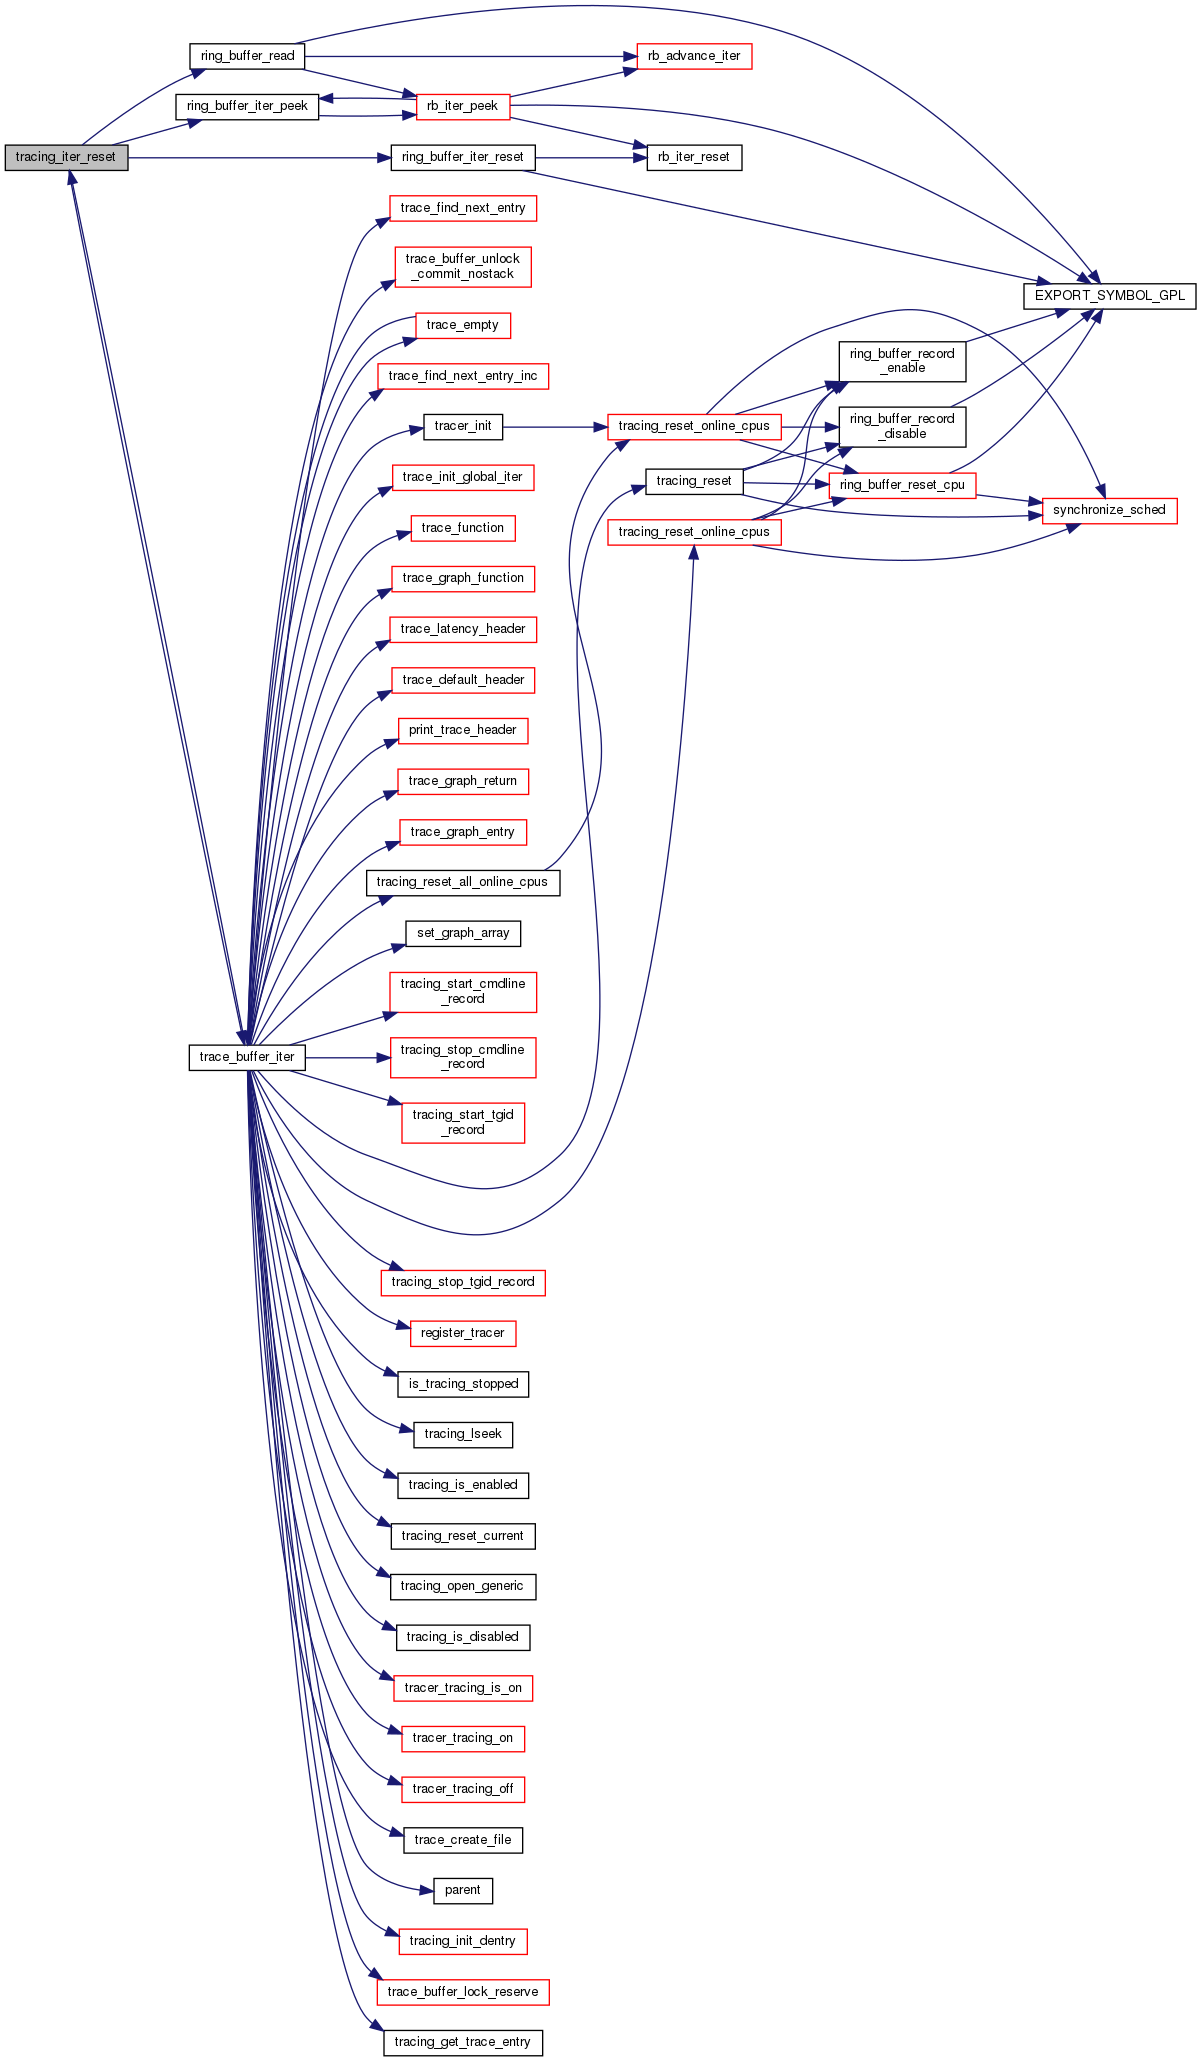 ring_buffer_read
rb_advance_iter
ring_buffer_iter_peek
rb_iter_peek
tracing_iter_reset
ring_buffer_iter_reset
rb_iter_reset
trace_find_next_entry
trace_buffer_unlock
_commit_nostack
EXPORT_SYMBOL_GPL
trace_empty
ring_buffer_record
_enable
trace_find_next_entry_inc
tracer_init
tracing_reset_online_cpus
ring_buffer_record
_disable
trace_init_global_iter
tracing_reset
ring_buffer_reset_cpu
synchronize_sched
trace_function
tracing_reset_online_cpus
trace_graph_function
trace_latency_header
trace_default_header
print_trace_header
trace_graph_return
trace_graph_entry
tracing_reset_all_online_cpus
set_graph_array
tracing_start_cmdline
_record
trace_buffer_iter
tracing_stop_cmdline
_record
tracing_start_tgid
_record
tracing_stop_tgid_record
register_tracer
is_tracing_stopped
tracing_lseek
tracing_is_enabled
tracing_reset_current
tracing_open_generic
tracing_is_disabled
tracer_tracing_is_on
tracer_tracing_on
tracer_tracing_off
trace_create_file
parent
tracing_init_dentry
trace_buffer_lock_reserve
tracing_get_trace_entry